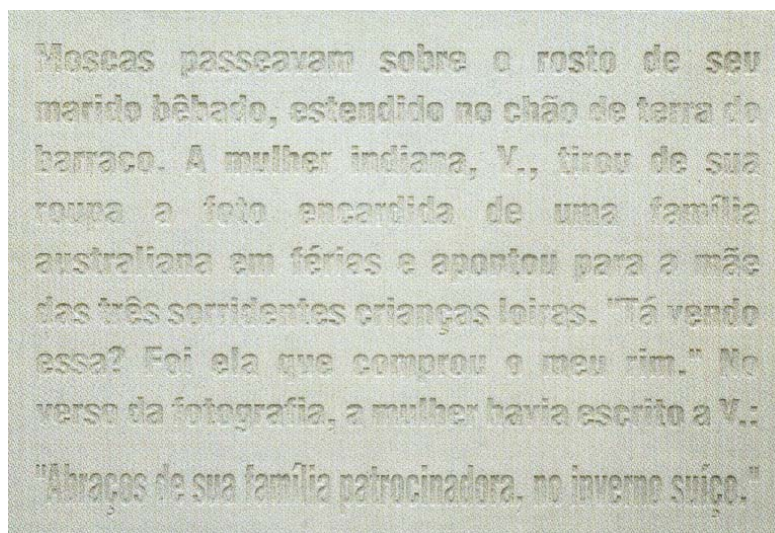 Moscas passeavam sobre o rosto de seu
marido bêbado, estendido no chão de terra do
barraco. A mulher indiana, V., tirou de sua
roupa a foto encardida de uma família
australiana em férias e apontou para a mãe
das três sorridentes crianças loiras. "Tá vendo
essa? Foi ela que comprou o meu rim." No
verso da fotografia, a mulher havia escrito a V.:
"Abraços de sua família patrocinadora, no inverno suíço."